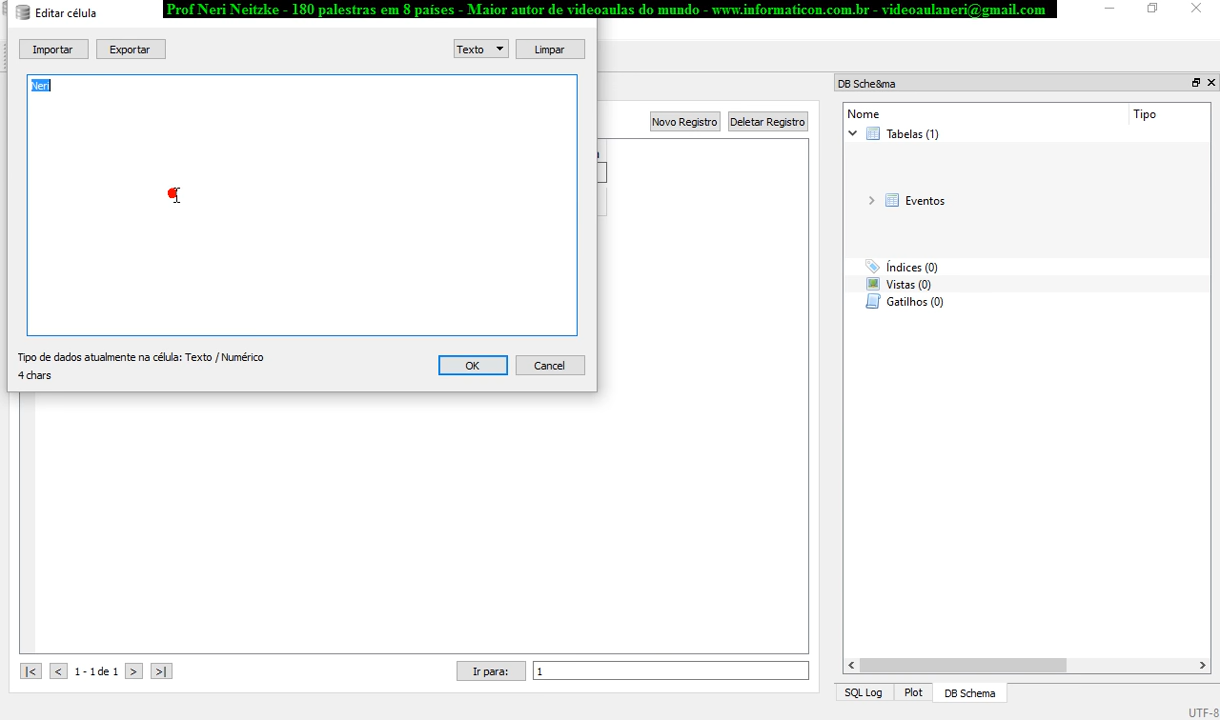 Editar célula
Prof Neri Neitzke - 180 palestras em 8 países - Maior autor de videoaulas do mundo - www.informaticon.com.br - videoaulaneri@gmail.com
Importar Exportar Texto Limpar
Neri
DB Sche&ma
Novo Registro Deletar Registro
Nome Tipo
Tabelas (1)
Eventos
Índices (0)
Vistas (0)
Gatilhos (0)
Tipo de dados atualmente na célula: Texto / Numérico
4 chars
OK Cancel
|< < 1 - 1 de 1 > >| Ir para: 1
SQL Log Plot DB Schema
UTF-8